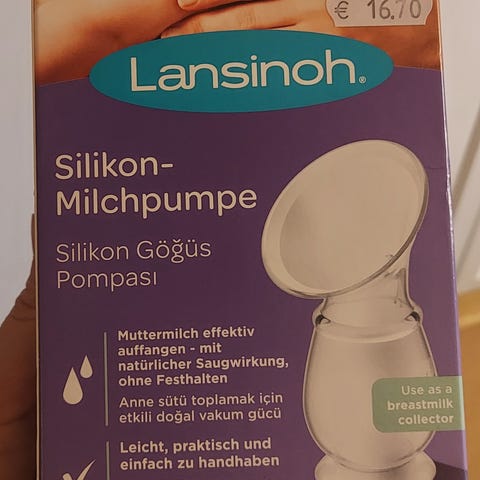 € 16.70
Lansinoh®
Silikon-
Milchpumpe
Silikon Göğüs
Pompası
Muttermilch effektiv
auffangen - mit
natürlicher Saugwirkung,
ohne Festhalten
Anne sütü toplamak için
etkili doğal vakum gücü
Use as a
breastmilk
collector
Leicht, praktisch und
einfach zu handhaben